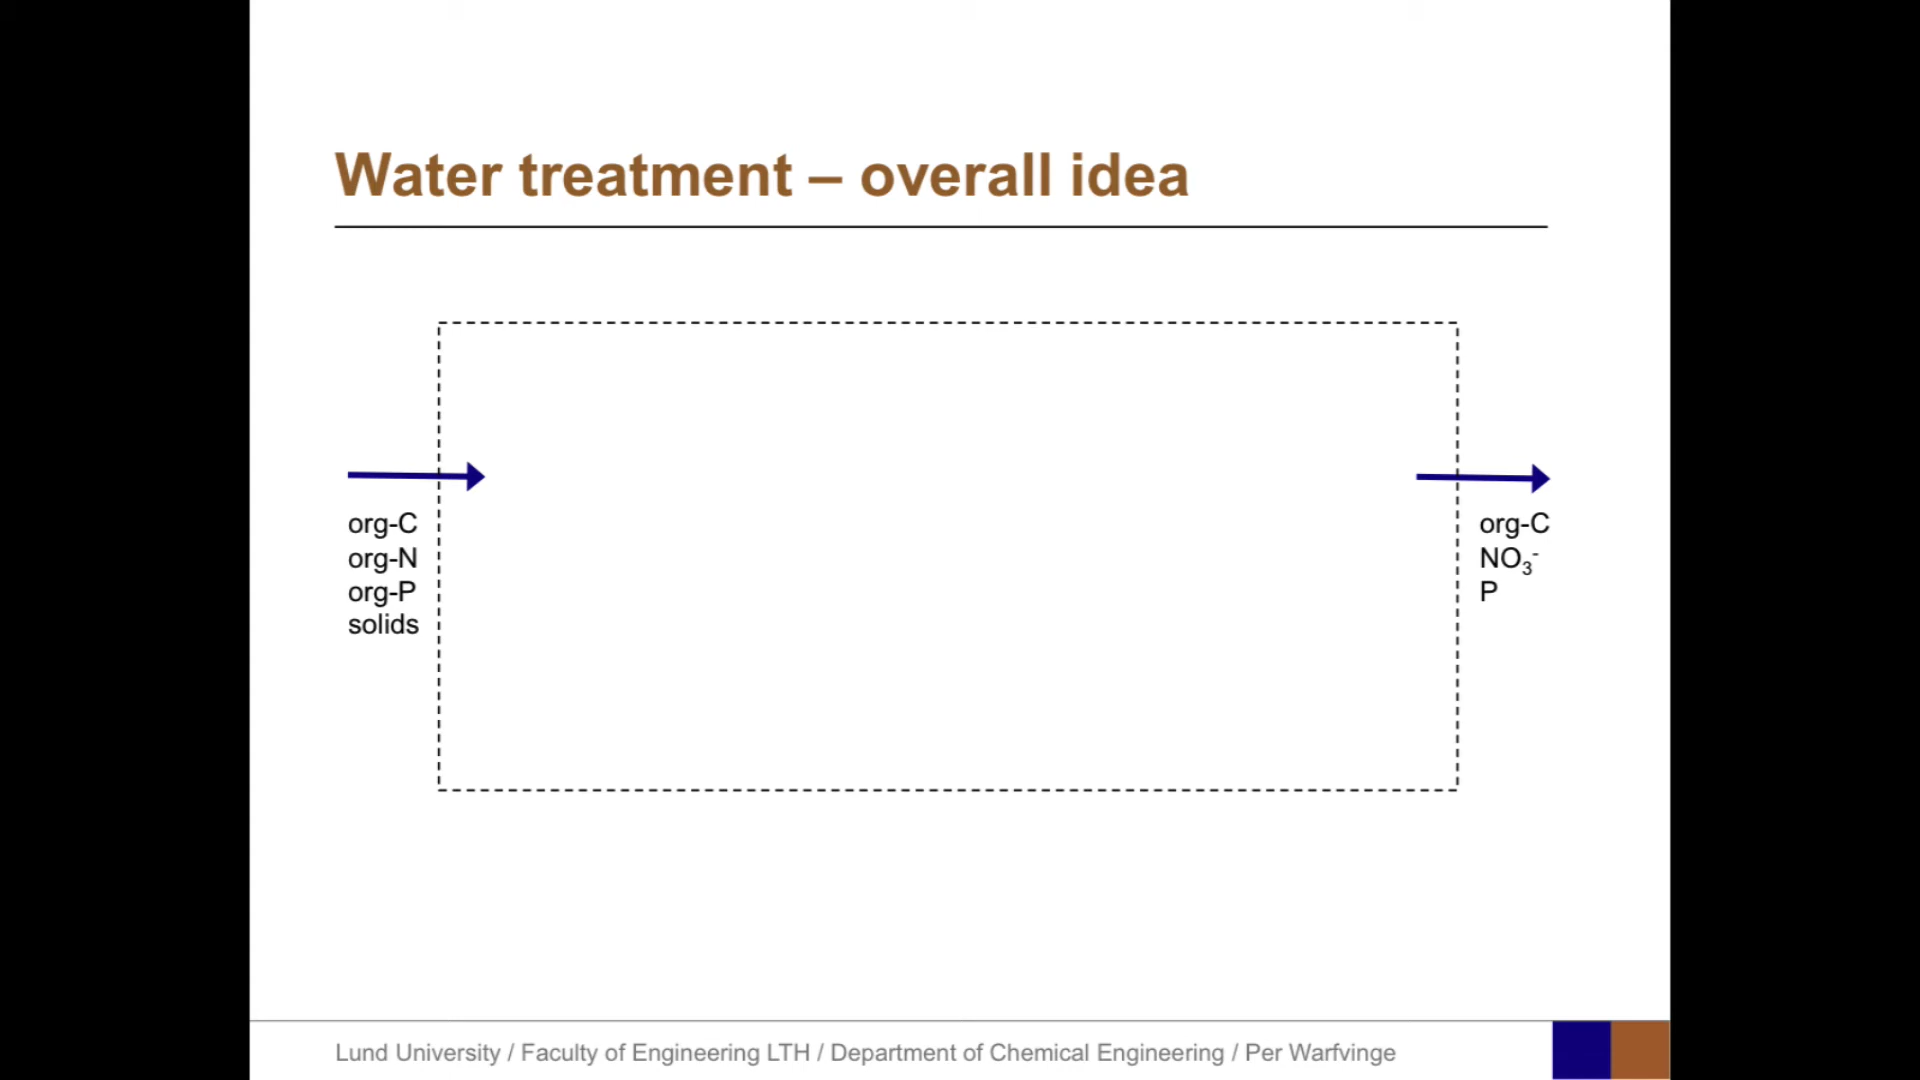 Water treatment – overall idea
org-C
org-N
org-P
solids
org-C
NO₃⁻
P
Lund University / Faculty of Engineering LTH / Department of Chemical Engineering / Per Warfvinge